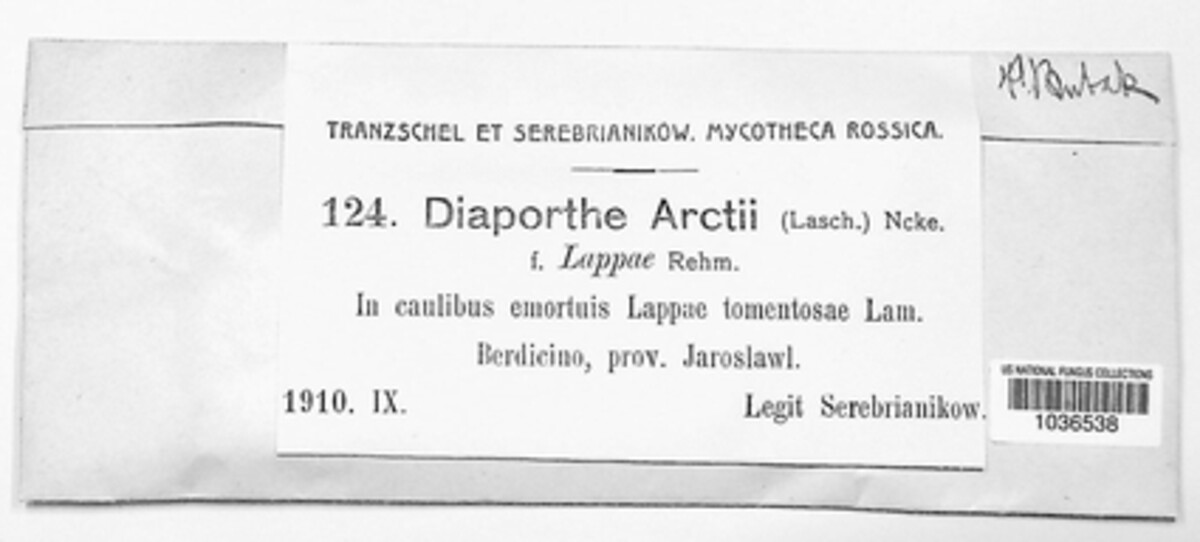 TRANZSCHEL ET SEREBRIANIKOW. MYCOTHECA ROSSICA.
124. Diaporthe Arctii (Lasch.) Ncke.
f. Lappae Rehm.
In caulibus emortuis Lappae tomentosae Lam.
Berdicino, prov. Jaroslawl.
1910. IX.
Legit Serebrianikow.
US NATIONAL FUNGUS COLLECTIONS
1036538